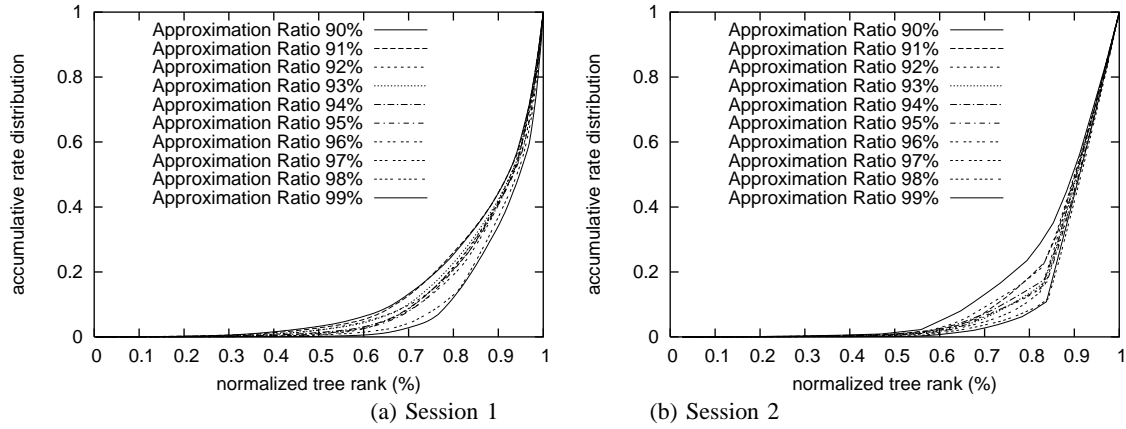 1
0.8
0.6
0.4
0.2
0
accumulative rate distribution
Approximation Ratio 90%
Approximation Ratio 91%
Approximation Ratio 92%
Approximation Ratio 93%
Approximation Ratio 94%
Approximation Ratio 95%
Approximation Ratio 96%
Approximation Ratio 97%
Approximation Ratio 98%
Approximation Ratio 99%
0 0.1 0.2 0.3 0.4 0.5 0.6 0.7 0.8 0.9 1
normalized tree rank (%)
(a) Session 1
1
0.8
0.6
0.4
0.2
0
accumulative rate distribution
Approximation Ratio 90%
Approximation Ratio 91%
Approximation Ratio 92%
Approximation Ratio 93%
Approximation Ratio 94%
Approximation Ratio 95%
Approximation Ratio 96%
Approximation Ratio 97%
Approximation Ratio 98%
Approximation Ratio 99%
0 0.1 0.2 0.3 0.4 0.5 0.6 0.7 0.8 0.9 1
normalized tree rank (%)
(b) Session 2